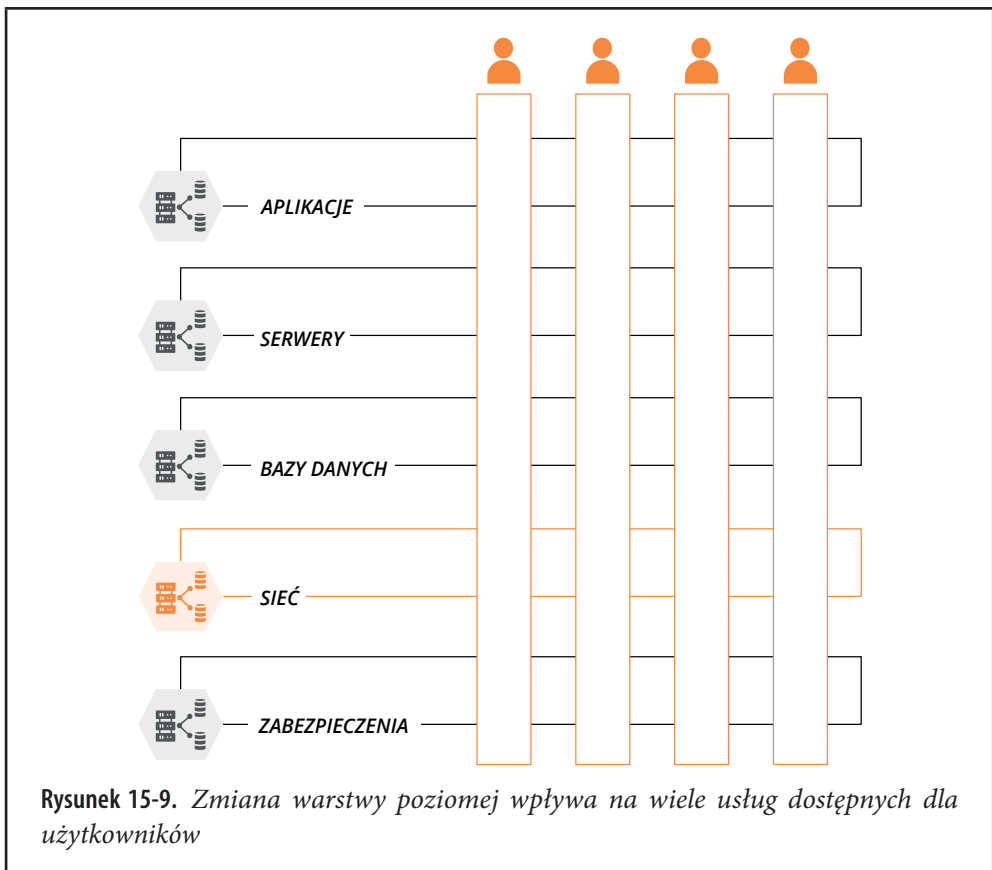 APLIKACJE
SERWERY
BAZY DANYCH
SIEĆ
ZABEZPIECZENIA
Rysunek 15-9. Zmiana warstwy poziomej wpływa na wiele usług dostępnych dla
użytkowników